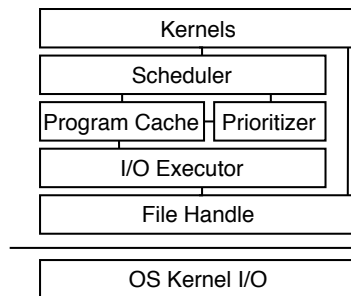 Kernels
Scheduler
Program Cache Prioritizer
I/O Executor
File Handle
OS Kernel I/O